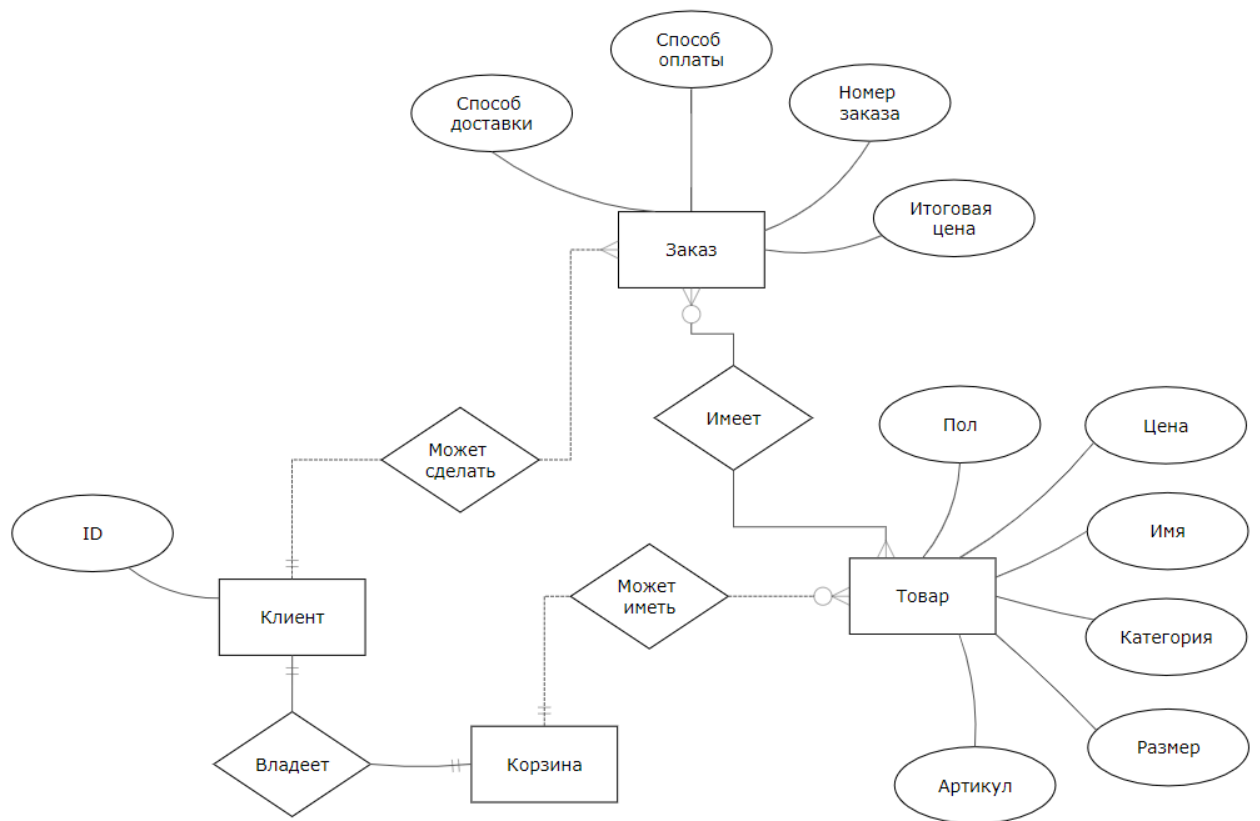 Способ
оплаты
Способ
доставки
Номер
заказа
Итоговая
цена
Заказ
Имеет
Пол
Цена
Может
сделать
ID
Имя
Может
иметь
Товар
Клиент
Категория
Владеет
Корзина
Размер
Артикул